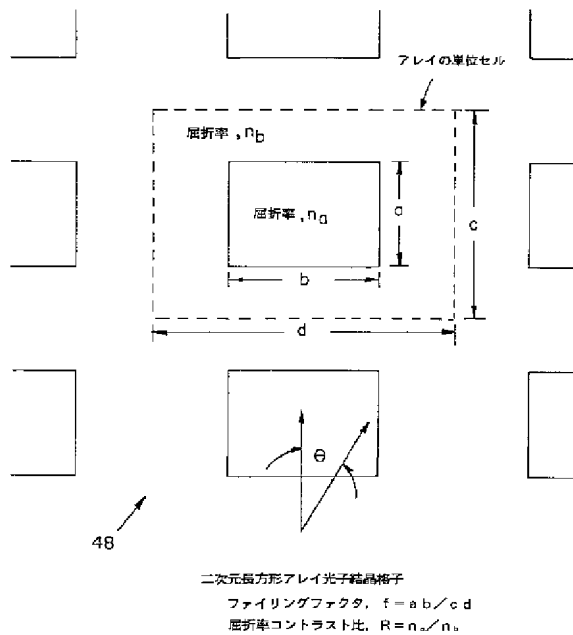 アレイの単位セル
屈折率, n_b
屈折率, n_a
a
c
b
d
θ
48
二次元長方形アレイ光子結晶格子
ファイリングファクタ, f=ab/cd
屈折率コントラスト比, R=n_a/n_b